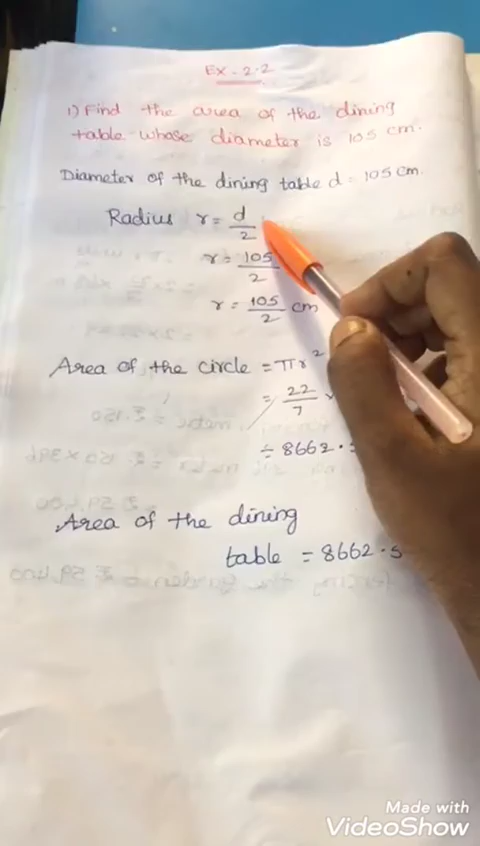 EX - 2.2
1) Find the area of the dining
table whose diameter is 105 cm.
Diameter of the dining table d = 105 cm.
Radius r = d/2
r = 105/2
r = 105/2 cm
Area of the circle = πr²
= 22/7
÷ 8662.
Area of the dining
table = 8662.5
Made with
VideoShow